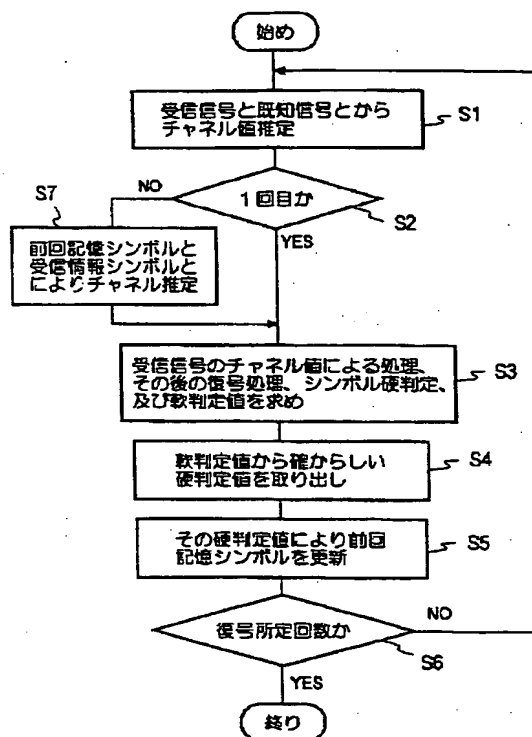 始め
受信信号と既知信号とから
チャネル値推定
S1
1回目か
S2
NO
YES
S7
前回記憶シンボルと
受信情報シンボルと
によりチャネル推定
受信信号のチャネル値による処理、
その後の復号処理、シンボル硬判定、
及び軟判定値を求め
S3
軟判定値から確からしい
硬判定値を取り出し
S4
その硬判定値により前回
記憶シンボルを更新
S5
復号所定回数か
NO
S6
YES
終り